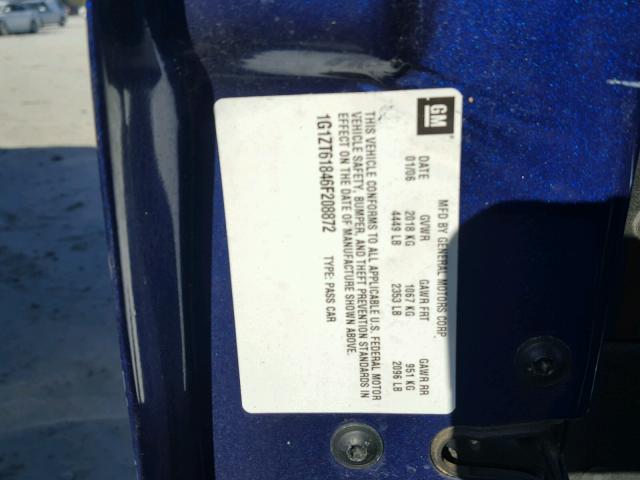 GM
MFD BY GENERAL MOTORS CORP
DATE GVWR GAWR FRT GAWR RR
01/06 2018 KG 1067 KG 951 KG
4449 LB 2353 LB 2096 LB
THIS VEHICLE CONFORMS TO ALL APPLICABLE U.S. FEDERAL MOTOR
VEHICLE SAFETY, BUMPER, AND THEFT PREVENTION STANDARDS IN
EFFECT ON THE DATE OF MANUFACTURE SHOWN ABOVE.
1G1ZT61846F208872 TYPE: PASS CAR